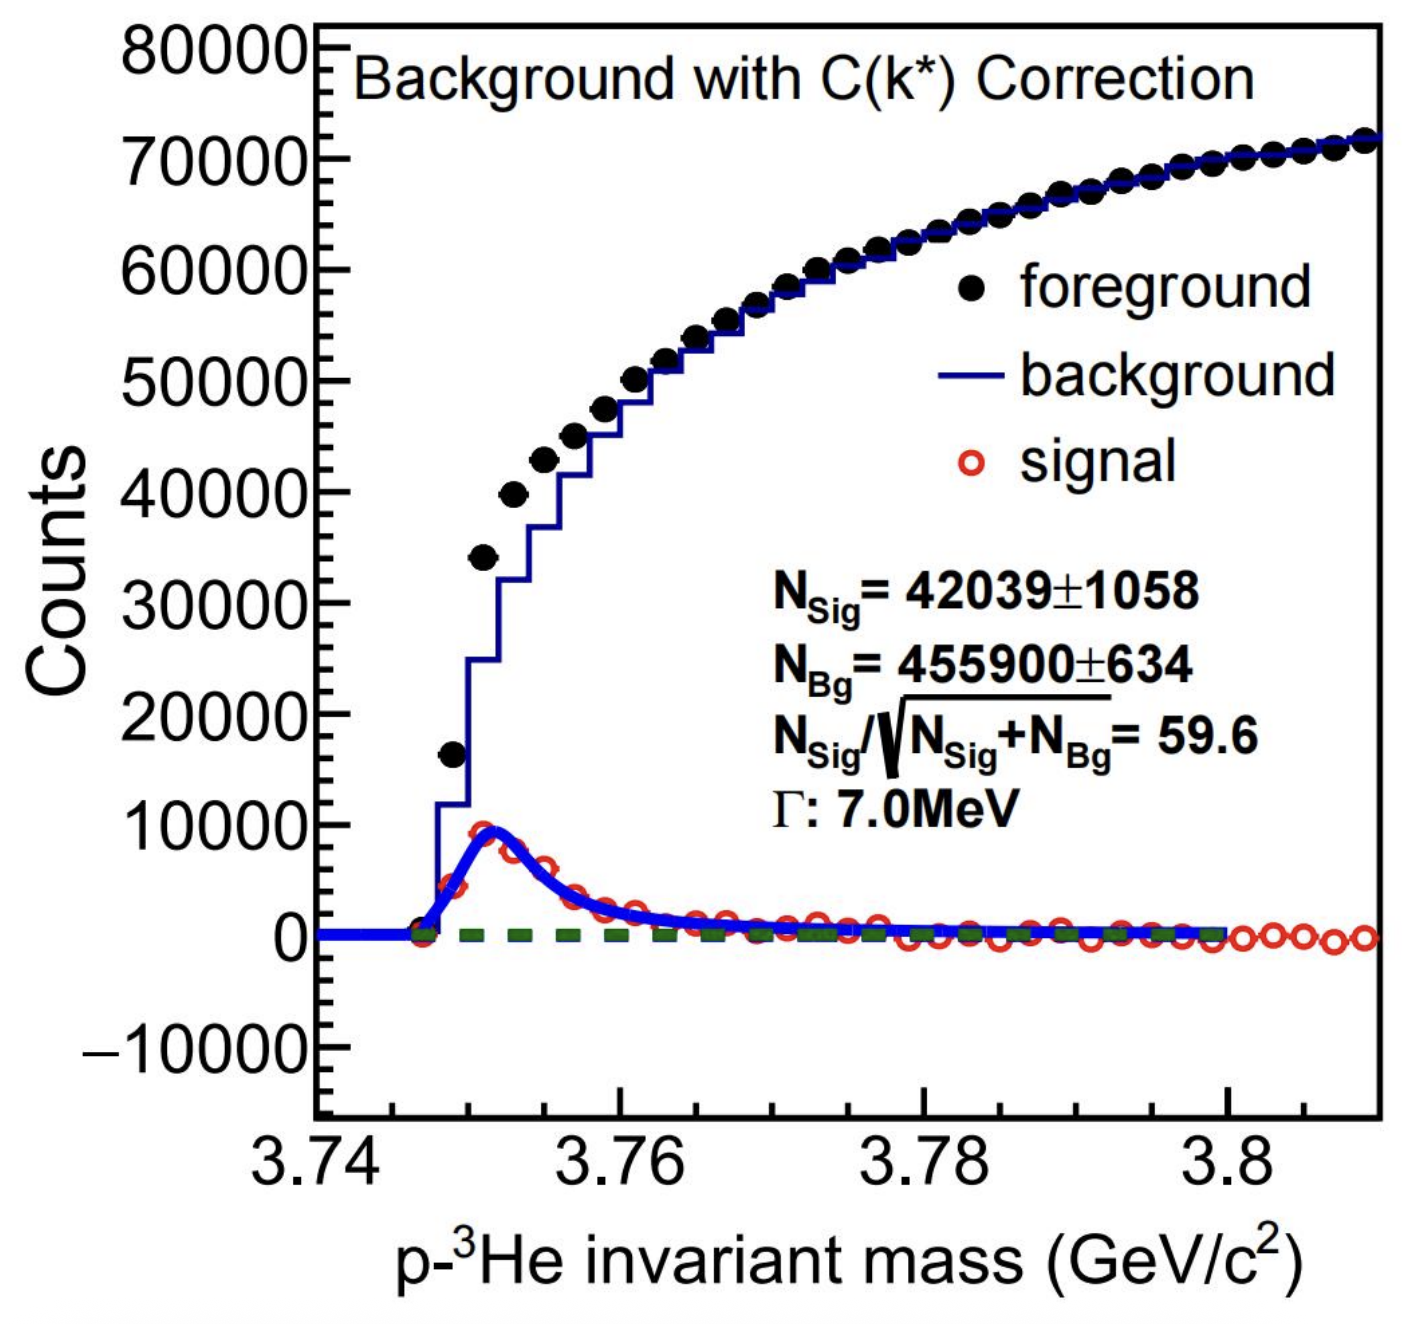 80000
Background with C(k*) Correction
70000
60000
foreground
background
50000
signal
40000
Counts
30000
N_Sig= 42039±1058
N_Bg= 455900±634
20000
N_Sig/√N_Sig+N_Bg= 59.6
Γ: 7.0MeV
10000
0
−10000
3.74 3.76 3.78 3.8
p-³He invariant mass (GeV/c²)